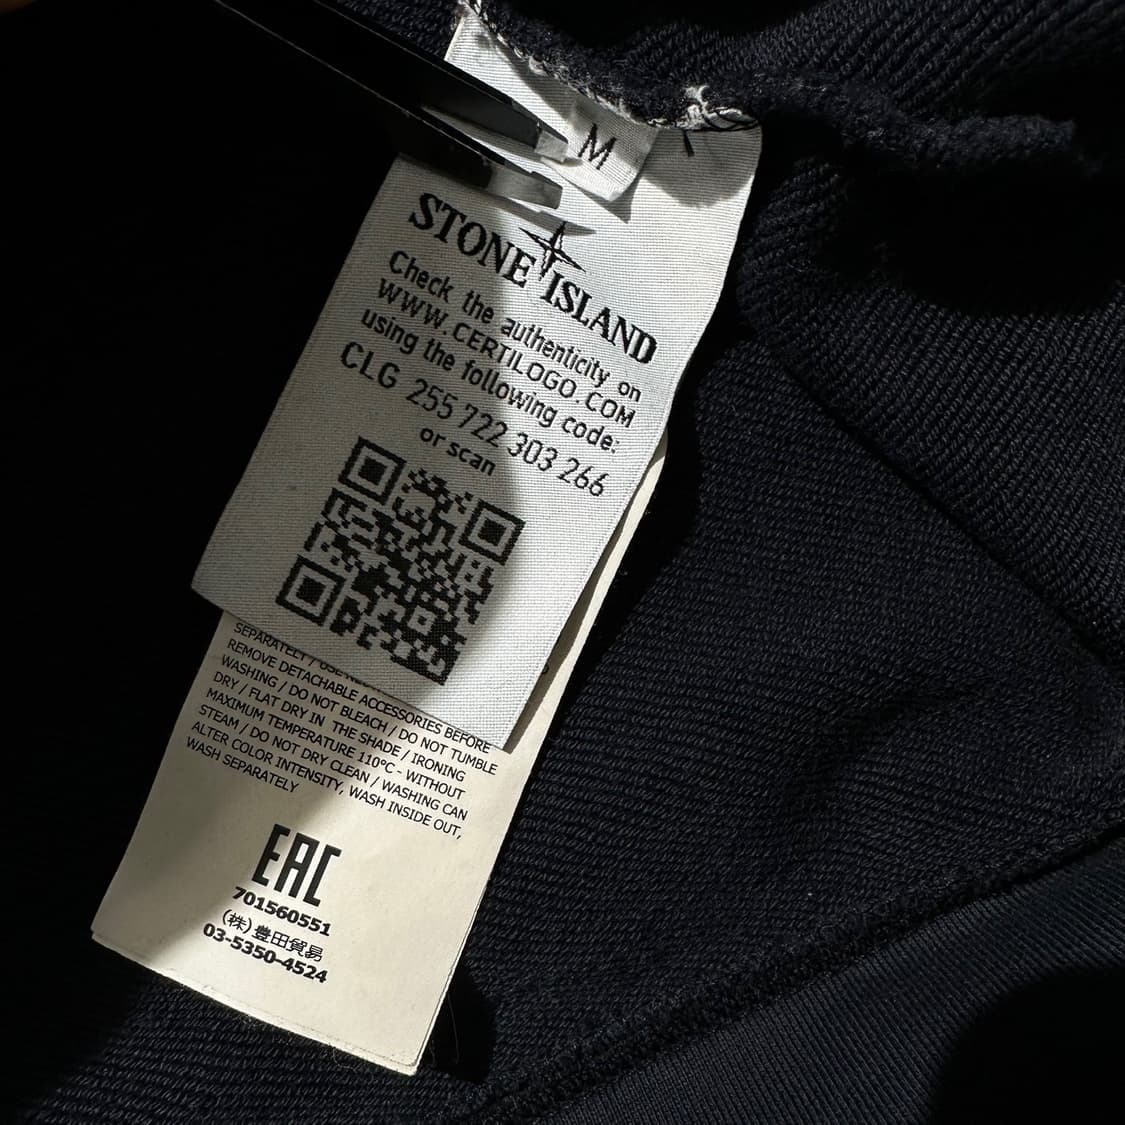 M
STONE ISLAND
Check the authenticity on
WWW.CERTILOGO.COM
using the following code:
CLG 255 722 303 266
or scan
SEPARATELY / USE
REMOVE DETACHABLE ACCESSORIES BEFORE
WASHING / DO NOT BLEACH / DO NOT TUMBLE
DRY / FLAT DRY IN THE SHADE / IRONING
MAXIMUM TEMPERATURE 110°C - WITHOUT
STEAM / DO NOT DRY CLEAN / WASHING CAN
ALTER COLOR INTENSITY, WASH INSIDE OUT,
WASH SEPARATELY
EAC
701560551
(株)豊田貿易
03-5350-4524